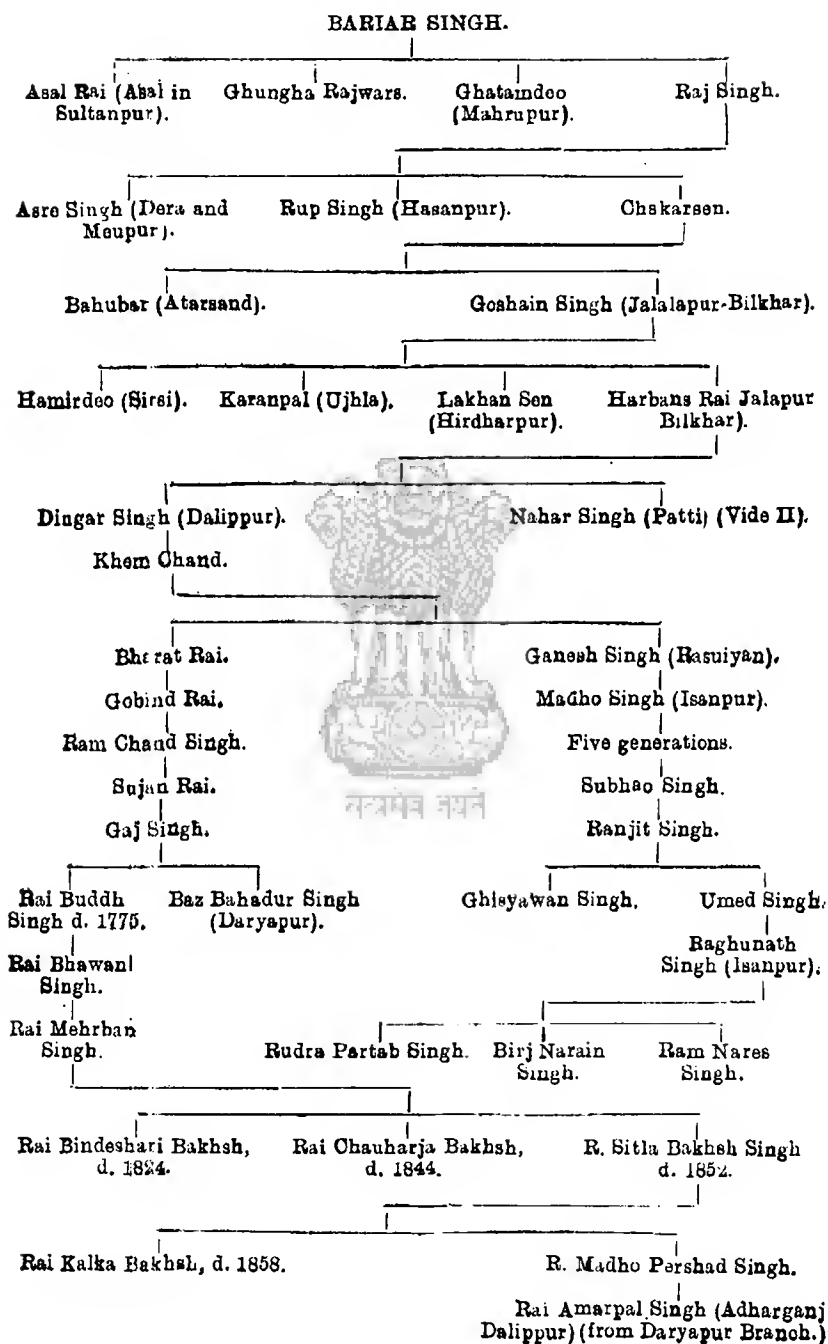 BARIAR SINGH.
Asal Rai (Asal in Ghungha Rajwars. Ghatamdeo Raj Singh.
Sultanpur). (Mahrupur).
Asre Singh (Dera and Rup Singh (Hasanpur). Chakarsen.
Meupur).
Bahubar (Atarsand). Goshain Singh (Jalalapur-Bilkhar).
Hamirdeo (Sirsi). Karanpal (Ujhla). Lakhan Sen Harbans Rai Jalapur
(Hirdharpur). Bilkhar).
Dingar Singh (Dalippur). Nahar Singh (Patti) (Vide II).
Khem Chand.
Bharat Rai. Ganesh Singh (Rasuiyan).
Gobind Rai. Madho Singh (Isanpur).
Ram Chand Singh. Five generations.
Sujan Rai. Subhao Singh.
सत्यमेव जयते
Gaj Singh. Ranjit Singh.
Rai Buddh Baz Bahadur Singh Ghisyawan Singh. Umed Singh.
Singh d. 1775. (Daryapur).
Rai Bhawani Raghunath
Singh. Singh (Isanpur).
Rai Mehrban Rudra Partab Singh. Birj Narain Ram Nares
Singh. Singh. Singh.
Rai Bindeshari Bakhsh, Rai Chauharja Bakhsh, R. Sitla Bakhsh Singh
d. 1824. d. 1844. d. 1852.
Rai Kalka Bakhsh, d. 1858. R. Madho Pershad Singh.
Rai Amarpal Singh (Adharganj
Dalippur) (from Daryapur Branch.)